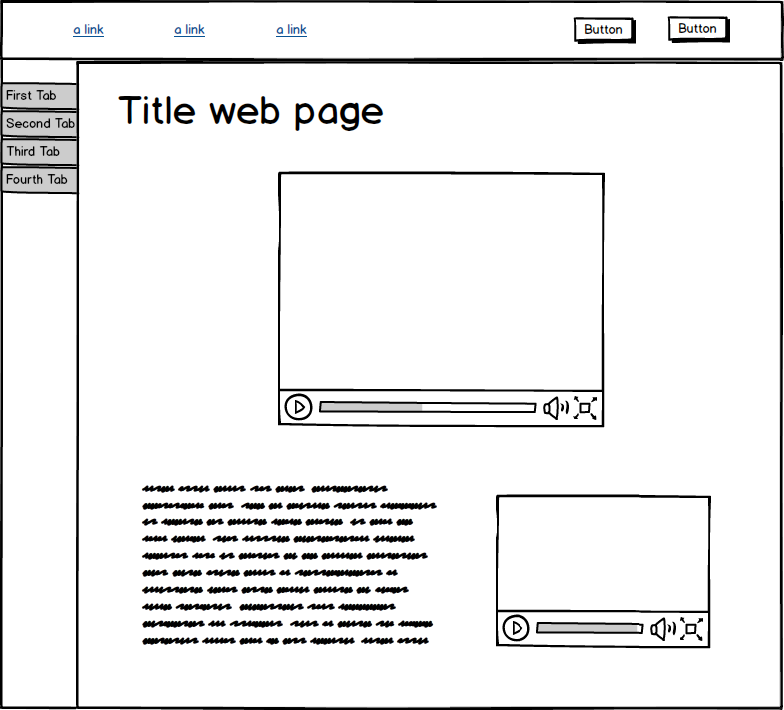 a link a link a link Button Button
First Tab
Second Tab
Third Tab
Fourth Tab
Title web page